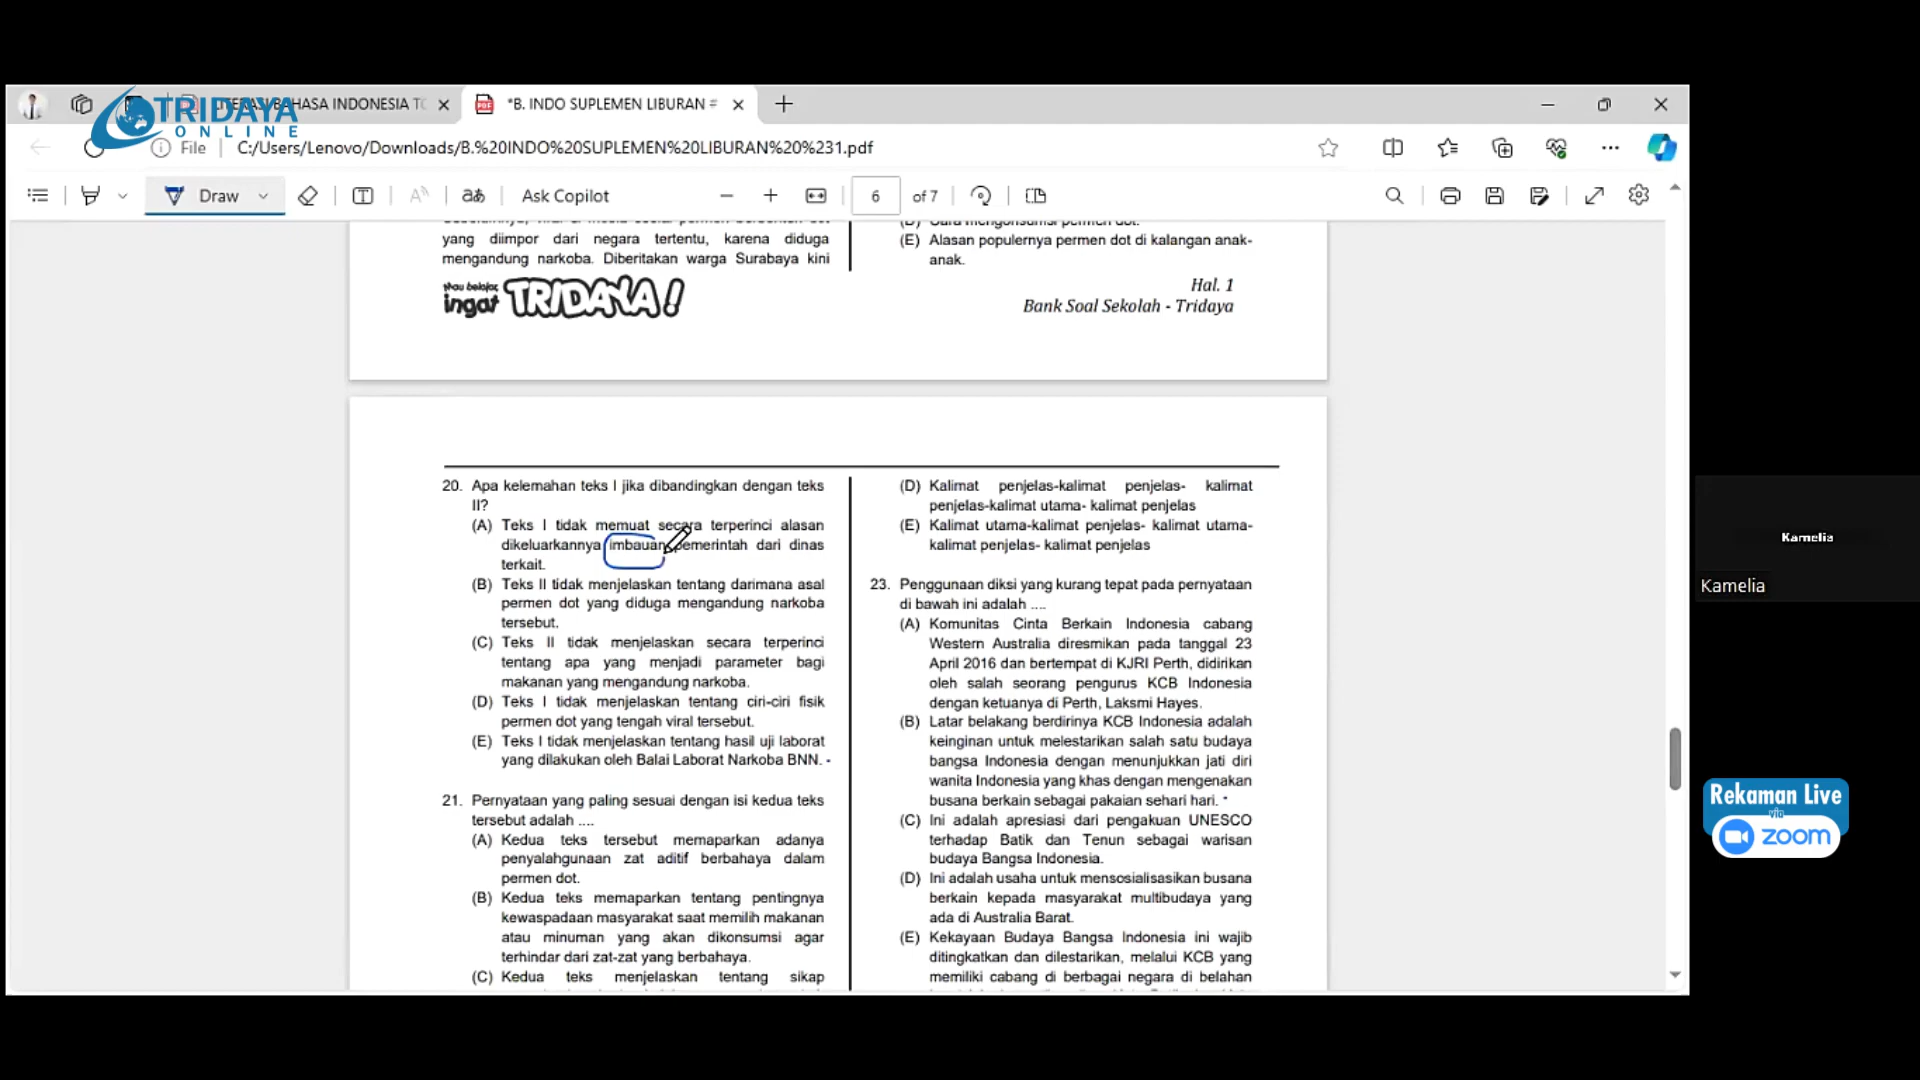 TRIDAYA
ONLINE
LITERASI BAHASA INDONESIA TO
*B. INDO SUPLEMEN LIBURAN #
File
C:/Users/Lenovo/Downloads/B.%20INDO%20SUPLEMEN%20LIBURAN%20%231.pdf
Draw
Ask Copilot
6
of 7
yang diimpor dari negara tertentu, karena diduga
mengandung narkoba. Diberitakan warga Surabaya kini
mau belajar,
ingat TRIDAYA!
(D) Cara mengonsumsi permen dot.
(E) Alasan populernya permen dot di kalangan anak-
anak.
Hal. 1
Bank Soal Sekolah - Tridaya
20. Apa kelemahan teks I jika dibandingkan dengan teks
II?
(A) Teks I tidak memuat secara terperinci alasan
dikeluarkannya imbauan pemerintah dari dinas
terkait.
(B) Teks II tidak menjelaskan tentang darimana asal
permen dot yang diduga mengandung narkoba
tersebut.
(C) Teks II tidak menjelaskan secara terperinci
tentang apa yang menjadi parameter bagi
makanan yang mengandung narkoba.
(D) Teks I tidak menjelaskan tentang ciri-ciri fisik
permen dot yang tengah viral tersebut.
(E) Teks I tidak menjelaskan tentang hasil uji laborat
yang dilakukan oleh Balai Laborat Narkoba BNN. -
21. Pernyataan yang paling sesuai dengan isi kedua teks
tersebut adalah ....
(A) Kedua teks tersebut memaparkan adanya
penyalahgunaan zat aditif berbahaya dalam
permen dot.
(B) Kedua teks memaparkan tentang pentingnya
kewaspadaan masyarakat saat memilih makanan
atau minuman yang akan dikonsumsi agar
terhindar dari zat-zat yang berbahaya.
(C) Kedua teks menjelaskan tentang sikap
(D) Kalimat penjelas-kalimat penjelas- kalimat
penjelas-kalimat utama- kalimat penjelas
(E) Kalimat utama-kalimat penjelas- kalimat utama-
kalimat penjelas- kalimat penjelas
23. Penggunaan diksi yang kurang tepat pada pernyataan
di bawah ini adalah ....
(A) Komunitas Cinta Berkain Indonesia cabang
Western Australia diresmikan pada tanggal 23
April 2016 dan bertempat di KJRI Perth, didirikan
oleh salah seorang pengurus KCB Indonesia
dengan ketuanya di Perth, Laksmi Hayes.
(B) Latar belakang berdirinya KCB Indonesia adalah
keinginan untuk melestarikan salah satu budaya
bangsa Indonesia dengan menunjukkan jati diri
wanita Indonesia yang khas dengan mengenakan
busana berkain sebagai pakaian sehari hari. *
(C) Ini adalah apresiasi dari pengakuan UNESCO
terhadap Batik dan Tenun sebagai warisan
budaya Bangsa Indonesia.
(D) Ini adalah usaha untuk mensosialisasikan busana
berkain kepada masyarakat multibudaya yang
ada di Australia Barat.
(E) Kekayaan Budaya Bangsa Indonesia ini wajib
ditingkatkan dan dilestarikan, melalui KCB yang
memiliki cabang di berbagai negara di belahan
Kamelia
Kamelia
Rekaman Live
via
zoom